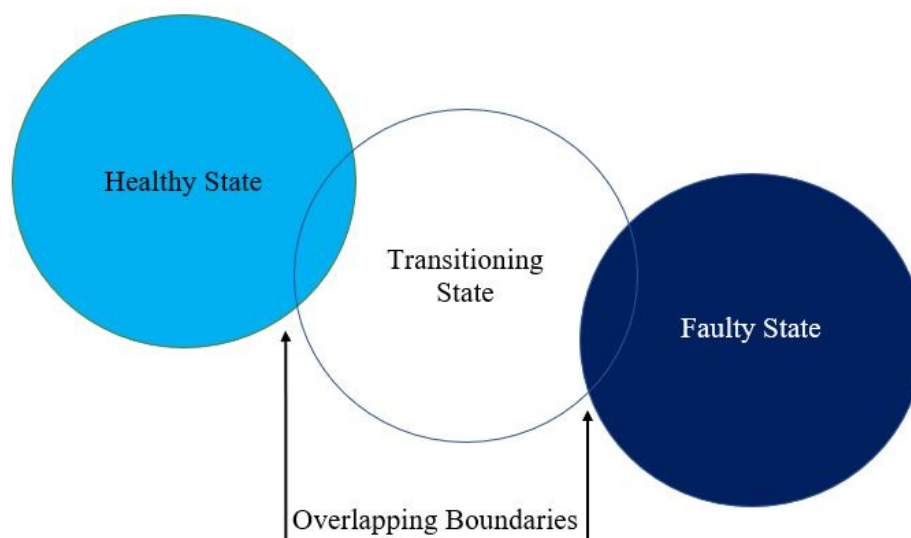 Healthy State
Transitioning
State
Faulty State
Overlapping Boundaries